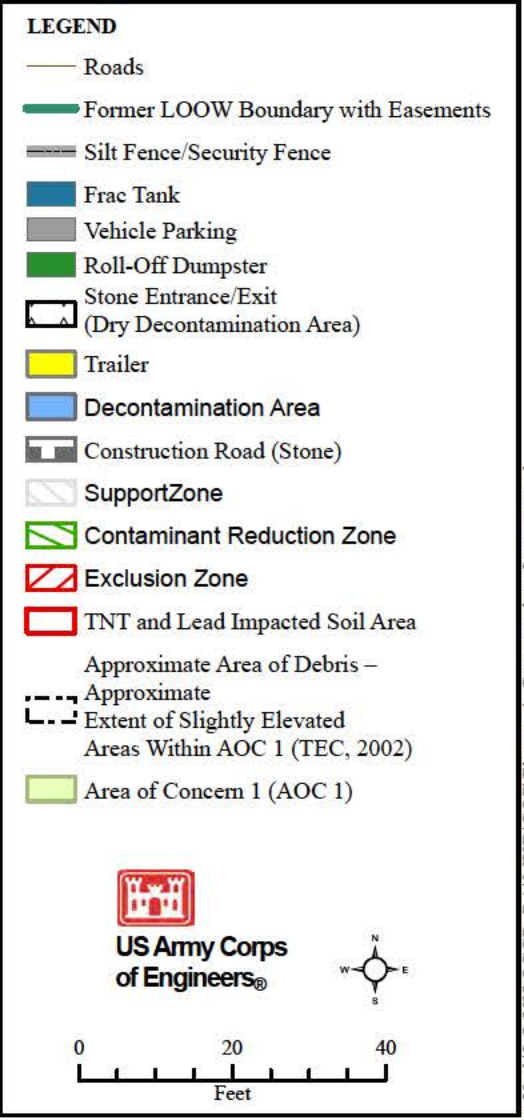 LEGEND
Roads
Former LOOW Boundary with Easements
Silt Fence/Security Fence
Frac Tank
Vehicle Parking
Roll-Off Dumpster
Stone Entrance/Exit
(Dry Decontamination Area)
Trailer
Decontamination Area
Construction Road (Stone)
SupportZone
Contaminant Reduction Zone
Exclusion Zone
TNT and Lead Impacted Soil Area
Approximate Area of Debris –
Approximate
Extent of Slightly Elevated
Areas Within AOC 1 (TEC, 2002)
Area of Concern 1 (AOC 1)
US Army Corps
of Engineers®
N
W E
S
0 20 40
Feet